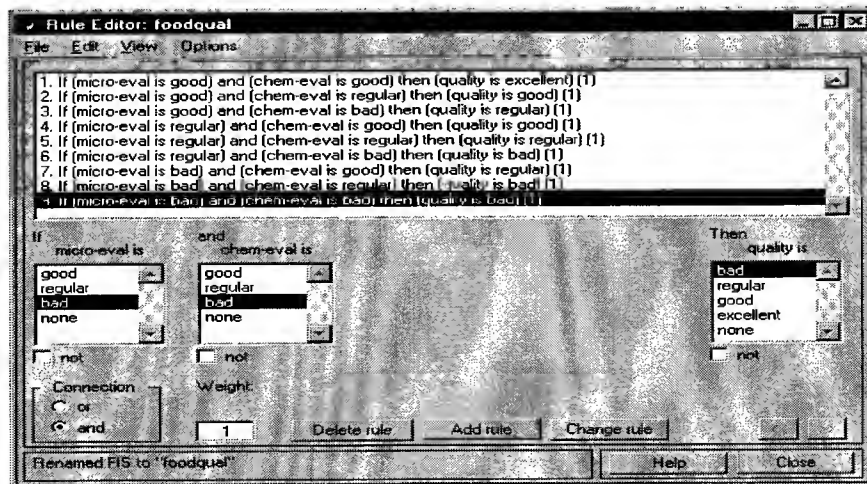 Rule Editor: foodqual
File Edit View Options
1. If (micro-eval is good) and (chem-eval is good) then (quality is excellent) (1)
2. If (micro-eval is good) and (chem-eval is regular) then (quality is good) (1)
3. If (micro-eval is good) and (chem-eval is bad) then (quality is regular) (1)
4. If (micro-eval is regular) and (chem-eval is good) then (quality is good) (1)
5. If (micro-eval is regular) and (chem-eval is regular) then (quality is regular) (1)
6. If (micro-eval is regular) and (chem-eval is bad) then (quality is bad) (1)
7. If (micro-eval is bad) and (chem-eval is good) then (quality is regular) (1)
8. If (micro-eval is bad) and (chem-eval is regular) then (quality is bad) (1)
9. If (micro-eval is bad) and (chem-eval is bad) then (quality is bad) (1)
If and Then
micro-eval is chem-eval is quality is
good good bad
regular regular regular
bad bad good
none none excellent
none
not not not
Connection Weight:
or
and 1 Delete rule Add rule Change rule
Renamed FIS to "foodqual" Help Close